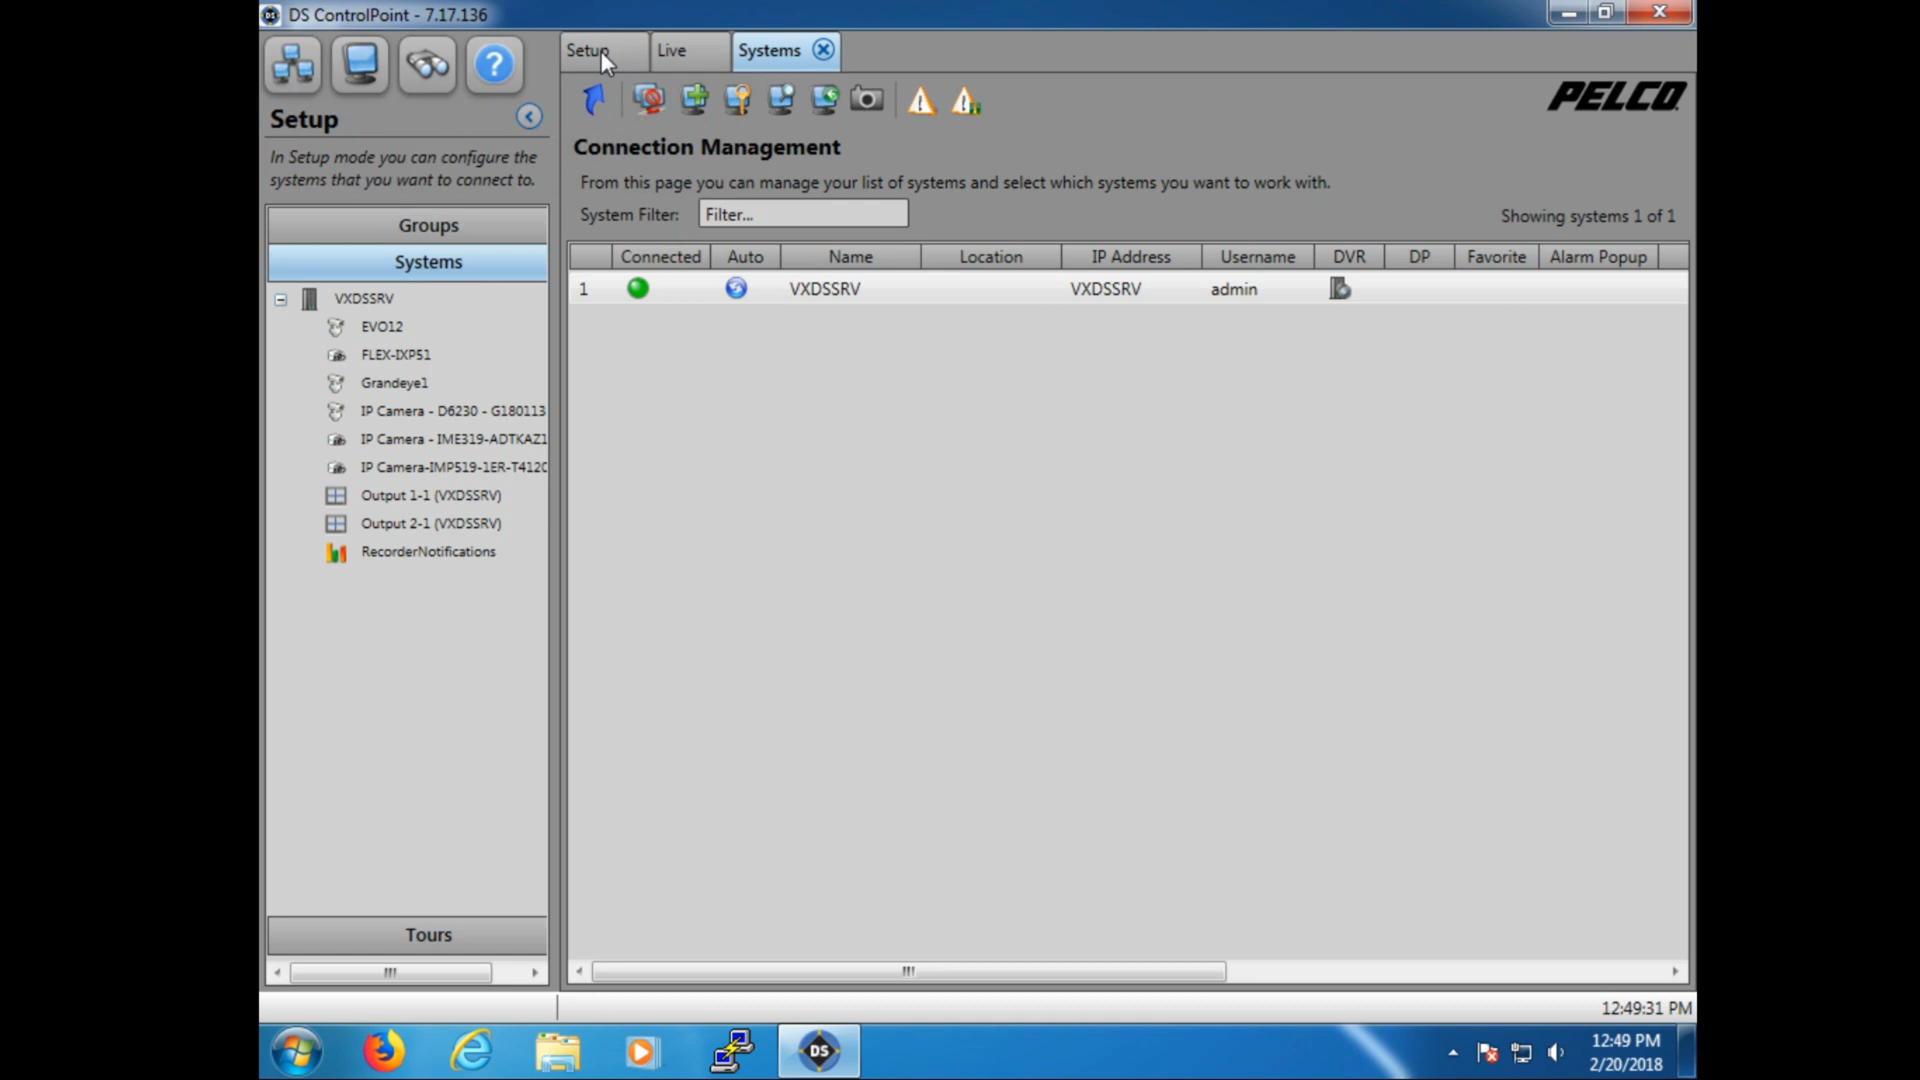 DS ControlPoint - 7.17.136
Setup
Live
Systems
PELCO
Setup
In Setup mode you can configure the
systems that you want to connect to.
Groups
Systems
VXDSSRV
EVO12
FLEX-IXP51
Grandeye1
IP Camera - D6230 - G180113
IP Camera - IME319-ADTKAZ1
IP Camera-IMP519-1ER-T412C
Output 1-1 (VXDSSRV)
Output 2-1 (VXDSSRV)
RecorderNotifications
Tours
Connection Management
From this page you can manage your list of systems and select which systems you want to work with.
System Filter: Filter... Showing systems 1 of 1
Connected Auto Name Location IP Address Username DVR DP Favorite Alarm Popup
1 VXDSSRV VXDSSRV admin
12:49:31 PM
DS
12:49 PM
2/20/2018